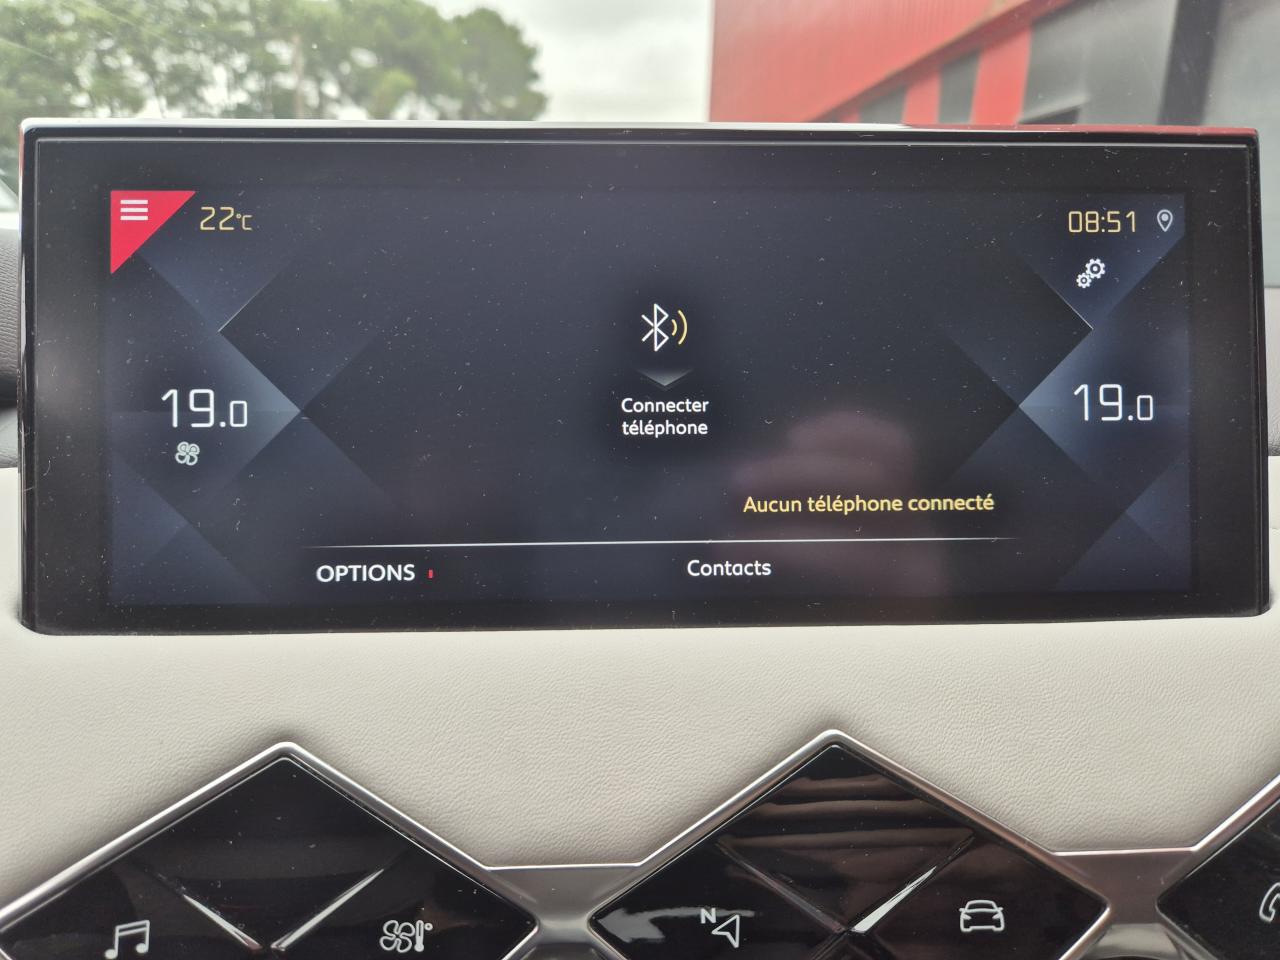 22°C
08:51
19.0
19.0
Connecter
téléphone
Aucun téléphone connecté
OPTIONS
Contacts
N